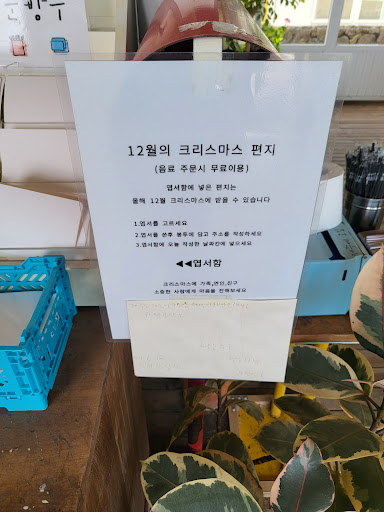 12월의 크리스마스 편지
(음료 주문시 무료이용)
엽서함에 넣은 편지는
올해 12월 크리스마스에 받을 수 있습니다
1.엽서를 고르세요
2.엽서를 쓴후 봉투에 담고 주소를 작성하세요
3.엽서함에 오늘 작성한 날짜칸에 넣으세요
◀◀엽서함
크리스마스에 가족,연인,친구
소중한 사람에게 마음을 전해보세요